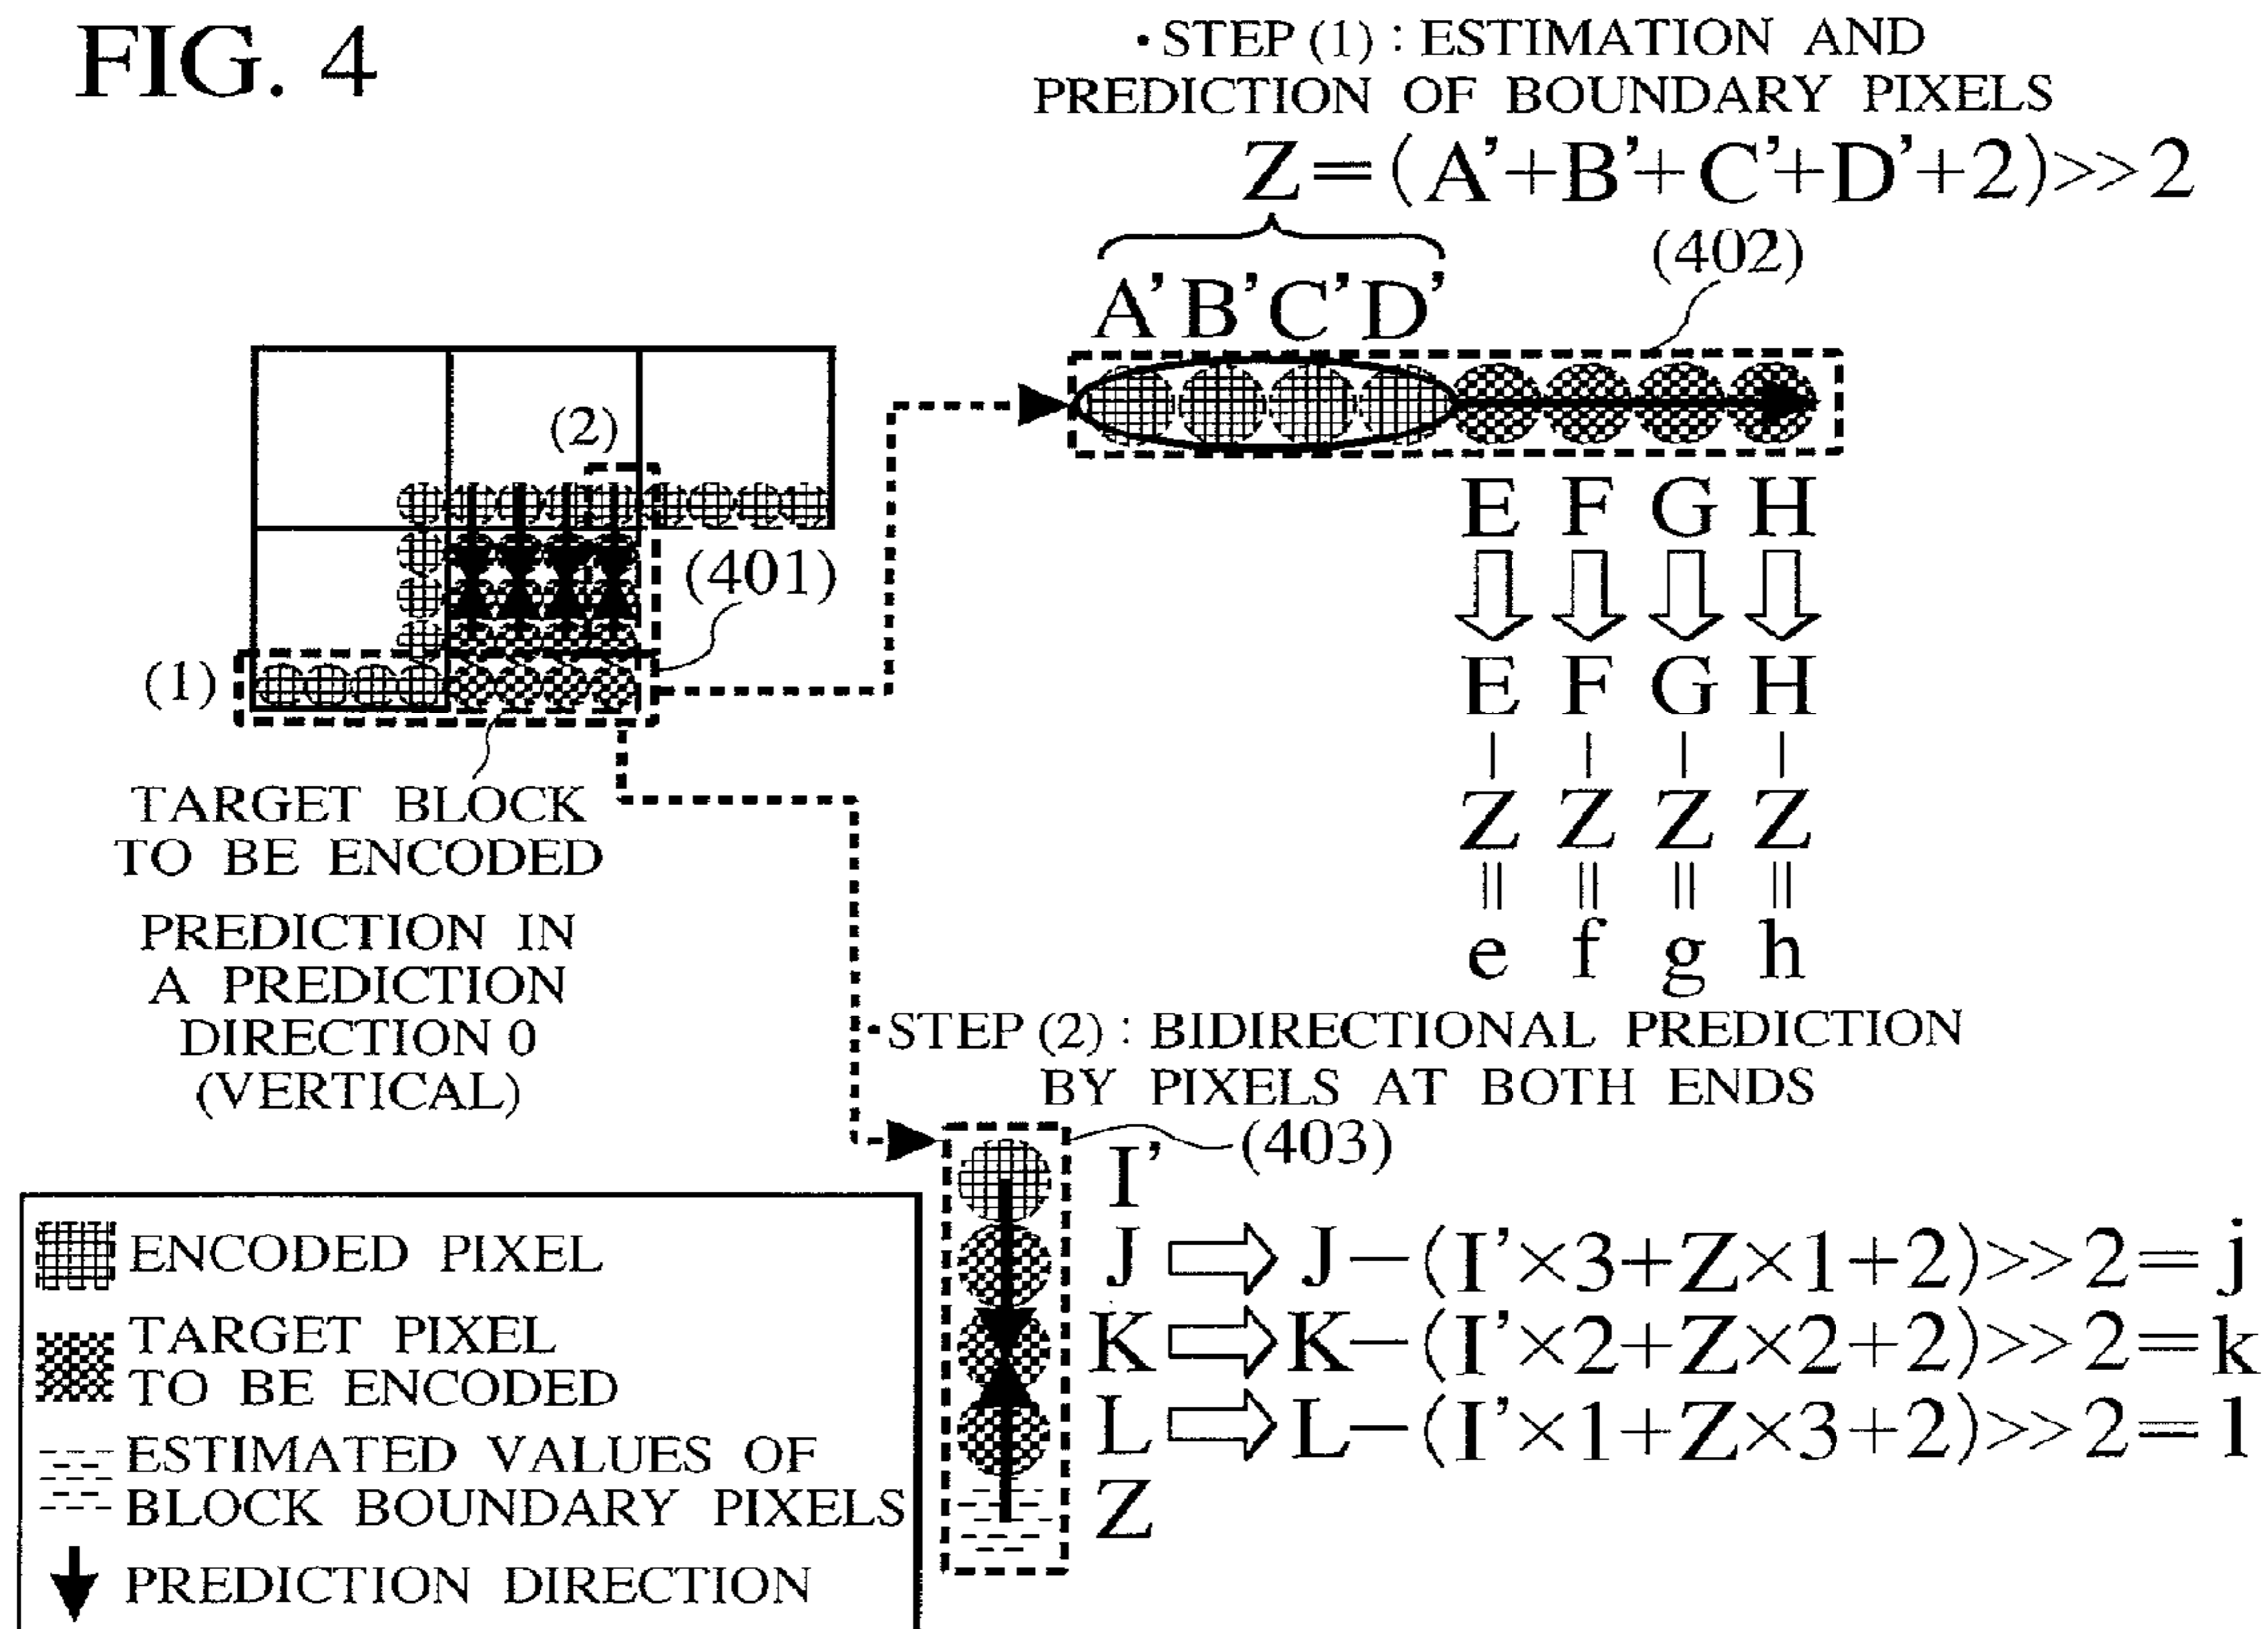 FIG. 4
• STEP (1) : ESTIMATION AND
PREDICTION OF BOUNDARY PIXELS
Z=(A'+B'+C'+D'+2)>>2
(402)
A' B' C' D'
(2)
(401)
(1)
E F G H
E F G H
– – – –
Z Z Z Z
= = = =
e f g h
TARGET BLOCK
TO BE ENCODED
PREDICTION IN
A PREDICTION
DIRECTION 0
(VERTICAL)
• STEP (2) : BIDIRECTIONAL PREDICTION
BY PIXELS AT BOTH ENDS
(403)
I'
J ⇨ J−(I'×3+Z×1+2)>>2=j
K ⇨ K−(I'×2+Z×2+2)>>2=k
L ⇨ L−(I'×1+Z×3+2)>>2=l
Z
ENCODED PIXEL
TARGET PIXEL
TO BE ENCODED
ESTIMATED VALUES OF
BLOCK BOUNDARY PIXELS
PREDICTION DIRECTION